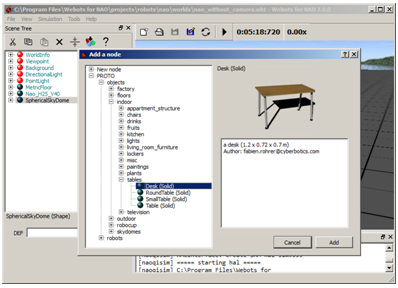 C:\Program Files\Webots for NAO\projects\robots\nao\worlds\nao_without_camera.wbt - Webots for NAO 7.
File Edit View Simulation Tools Help
Scene Tree
0:05:18:720 0.00x
WorldInfo
Viewpoint
Background
DirectionalLight
PointLight
MetricFloor
Nao_H25_V40
SphericalSkyDome
SphericalSkyDome (Shape)
DEF
Add a node
New node
PROTO
objects
factory
floors
indoor
appartment_structure
chairs
drinks
fruits
kitchen
lights
living_room_furniture
lockers
misc
paintings
plants
tables
Desk (Solid)
RoundTable (Solid)
SmallTable (Solid)
Table (Solid)
television
outdoor
robocup
skydomes
robots
Desk (Solid)
a desk (1.2 x 0.72 x 0.7 m)
Author: fabien.rohrer@cyberbotics.com
Cancel Add
[naoqisim] ===== starting hal =====
[naoqisim] C:\Program Files\Webots for